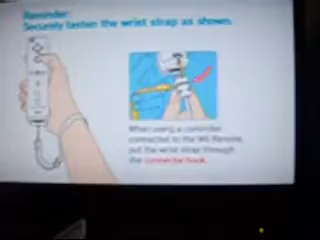 Reminder:
Securely fasten the wrist strap as shown.
When using a controller
connected to the Wii Remote,
put the wrist strap through
the connector hook.